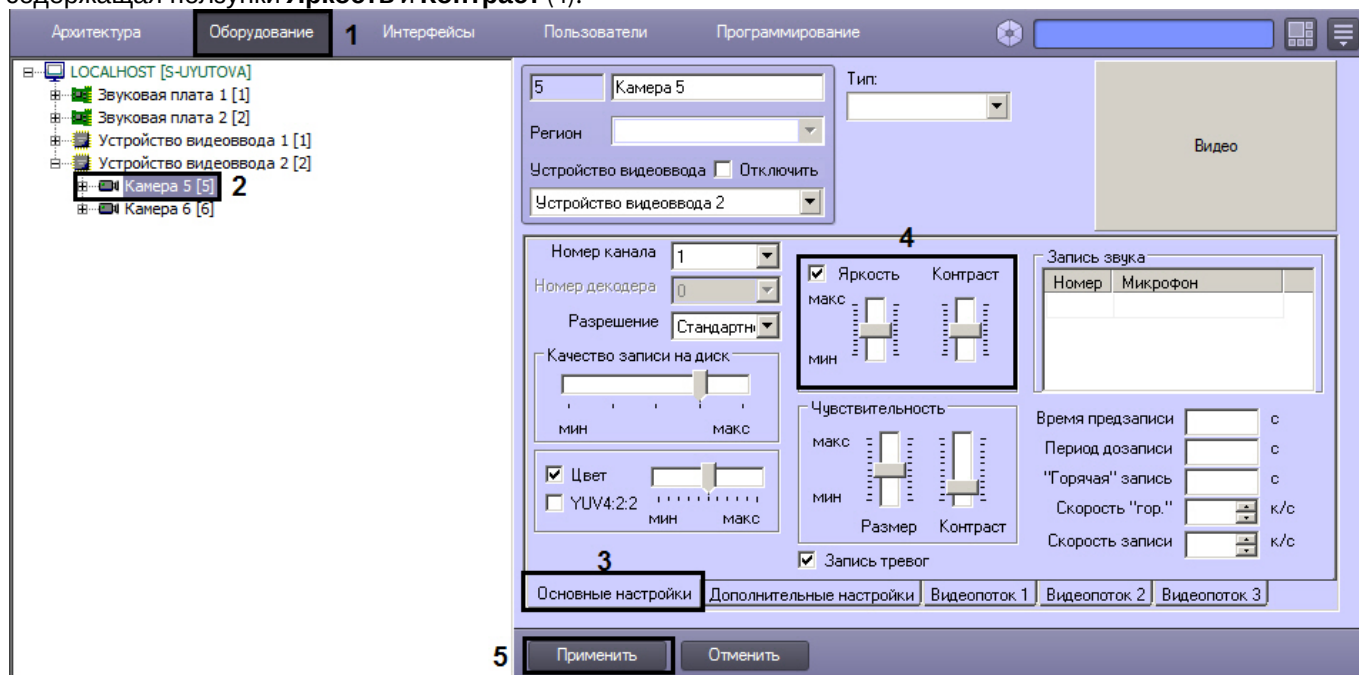 содержащая ползунки Яркость и Контраст (4).
Архитектура Оборудование 1 Интерфейсы Пользователи Программирование
LOCALHOST [S-UYUTOVA]
Звуковая плата 1 [1]
Звуковая плата 2 [2]
Устройство видеоввода 1 [1]
Устройство видеоввода 2 [2]
Камера 5 [5] 2
Камера 6 [6]
5 Камера 5
Тип:
Регион
Устройство видеоввода Отключить
Устройство видеоввода 2
Видео
Номер канала 1
Номер декодера 0
Разрешение Стандартн
Качество записи на диск
мин макс
Цвет
YUV4:2:2
мин макс
4
Яркость Контраст
макс
мин
Чувствительность
макс
мин
Размер Контраст
Запись тревог
Запись звука
Номер Микрофон
Время предзаписи с
Период дозаписи с
"Горячая" запись с
Скорость "гор." к/с
Скорость записи к/с
3
Основные настройки Дополнительные настройки Видеопоток 1 Видеопоток 2 Видеопоток 3
5 Применить Отменить